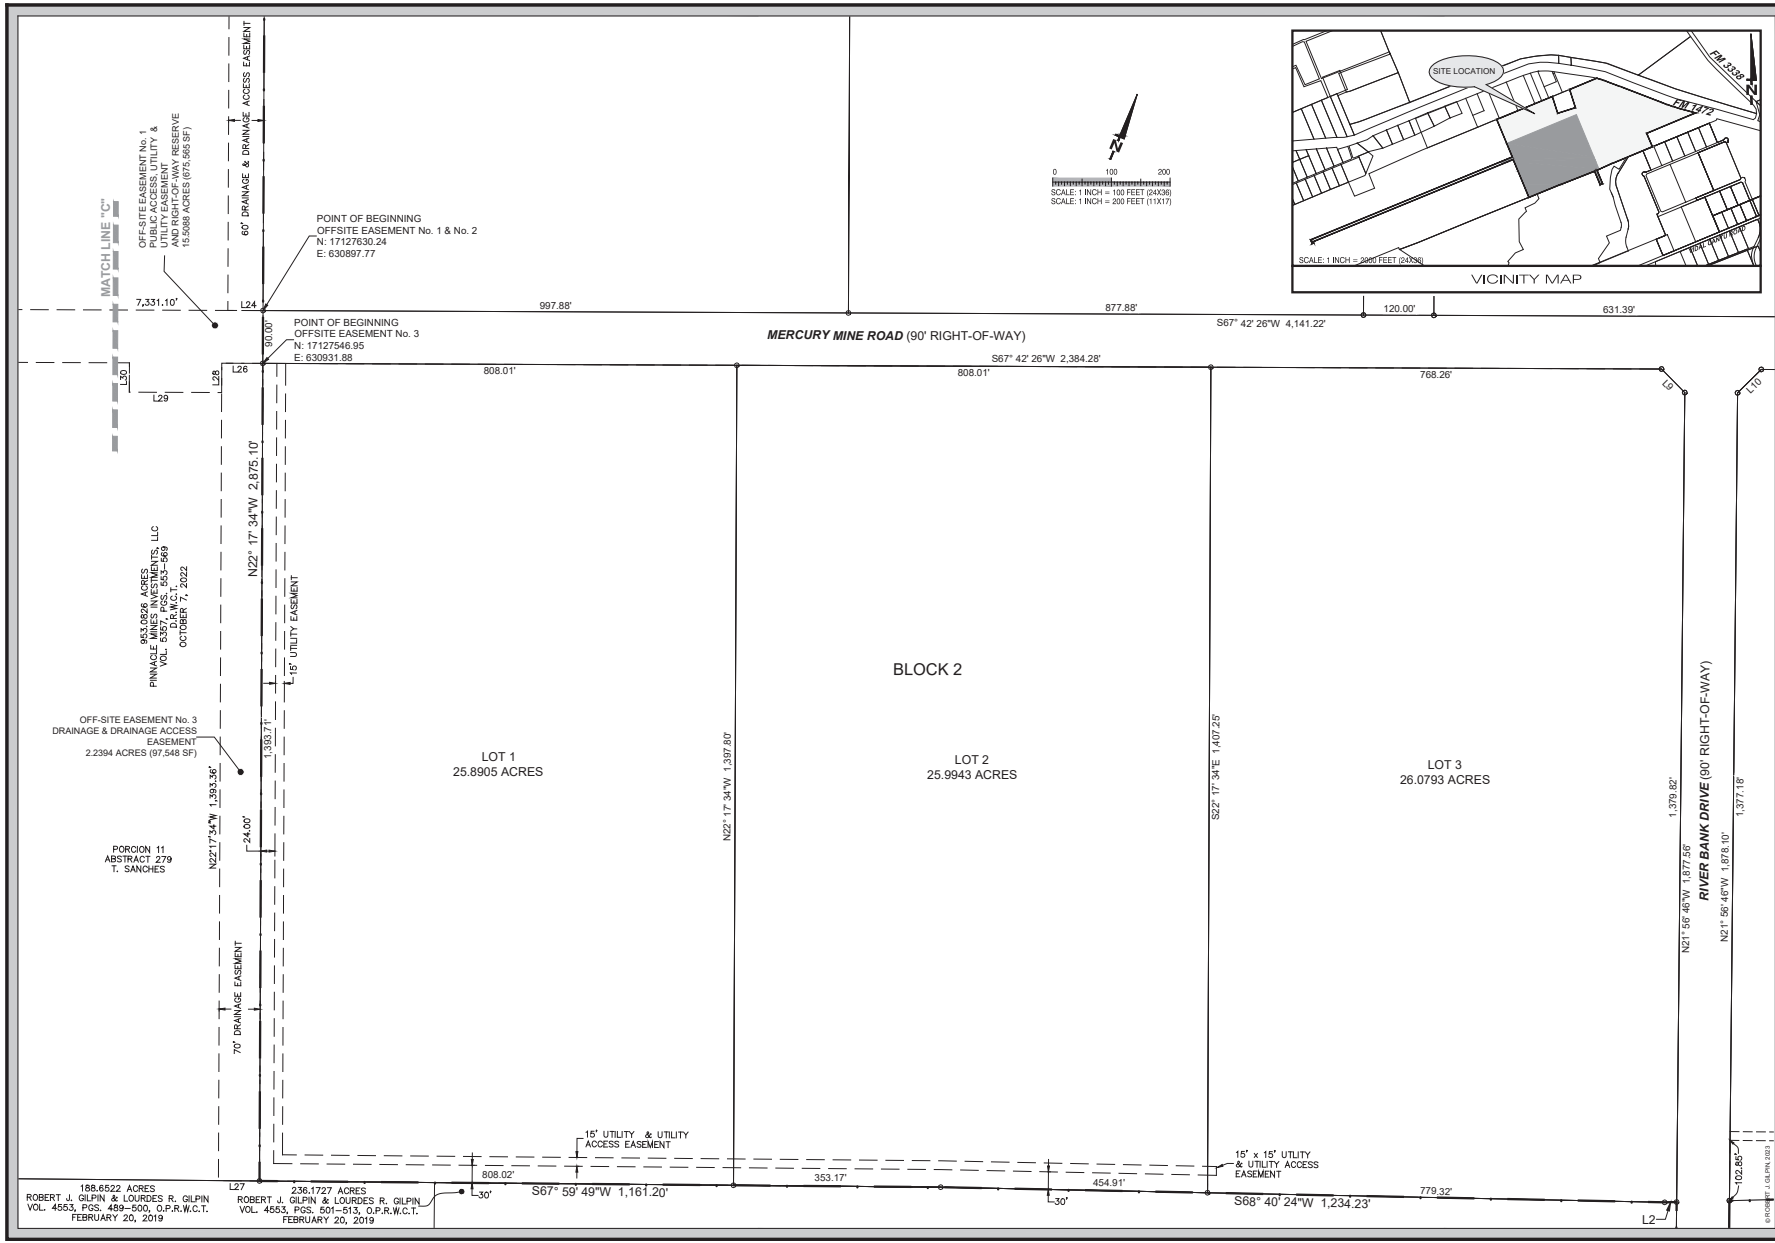 60' DRAINAGE & DRAINAGE ACCESS EASEMENT
OFF-SITE EASEMENT No. 1
PUBLIC ACCESS, UTILITY &
UTILITY EASEMENT
AND RIGHT-OF-WAY RESERVE
15.5088 ACRES (675,565 SF)
MATCH LINE "C"
POINT OF BEGINNING
OFFSITE EASEMENT No. 1 & No. 2
N: 17127630.24
E: 630897.77
0 100 200
SCALE: 1 INCH = 100 FEET (24X36)
SCALE: 1 INCH = 200 FEET (11X17)
N
SITE LOCATION
FM 3338
FM 1472
N
SCALE: 1 INCH = 2000 FEET (24X36)
VICINITY MAP
7,331.10'
L24
997.88'
877.88'
120.00'
631.39'
S67° 42' 26"W 4,141.22'
90.00'
POINT OF BEGINNING
OFFSITE EASEMENT No. 3
N: 17127546.95
E: 630931.88
MERCURY MINE ROAD (90' RIGHT-OF-WAY)
S67° 42' 26"W 2,384.28'
L30
L28
L26
L29
808.01'
808.01'
768.26'
L9
L10
N22° 17' 34"W 2,875.10'
953.0826 ACRES
PINNACLE MINES INVESTMENTS, LLC
VOL. 5357, PGS. 553-569
D.R.W.C.T.
OCTOBER 7, 2022
15' UTILITY EASEMENT
BLOCK 2
OFF-SITE EASEMENT No. 3
DRAINAGE & DRAINAGE ACCESS
EASEMENT
2.2394 ACRES (97,548 SF)
1,393.71'
N22°17'34"W 1,393.36'
24.00'
LOT 1
25.8905 ACRES
N22° 17' 34"W 1,397.80'
LOT 2
25.9943 ACRES
S22° 17' 34"E 1,407.25'
LOT 3
26.0793 ACRES
1,379.82'
N21° 56' 46"W 1,877.56'
RIVER BANK DRIVE (90' RIGHT-OF-WAY)
1,377.18'
N21° 56' 46"W 1,878.10'
PORCION 11
ABSTRACT 279
T. SANCHES
70' DRAINAGE EASEMENT
15' UTILITY & UTILITY
ACCESS EASEMENT
15' x 15' UTLITY
& UTILITY ACCESS
EASEMENT
102.85'
808.02'
353.17'
454.91'
779.32'
30'
30'
S67° 59' 49"W 1,161.20'
S68° 40' 24"W 1,234.23'
L2
L27
188.6522 ACRES
ROBERT J. GILPIN & LOURDES R. GILPIN
VOL. 4553, PGS. 489-500, O.P.R.W.C.T.
FEBRUARY 20, 2019
236.1727 ACRES
ROBERT J. GILPIN & LOURDES R. GILPIN
VOL. 4553, PGS. 501-513, O.P.R.W.C.T.
FEBRUARY 20, 2019
© ROBERT J. GILPIN, 2023